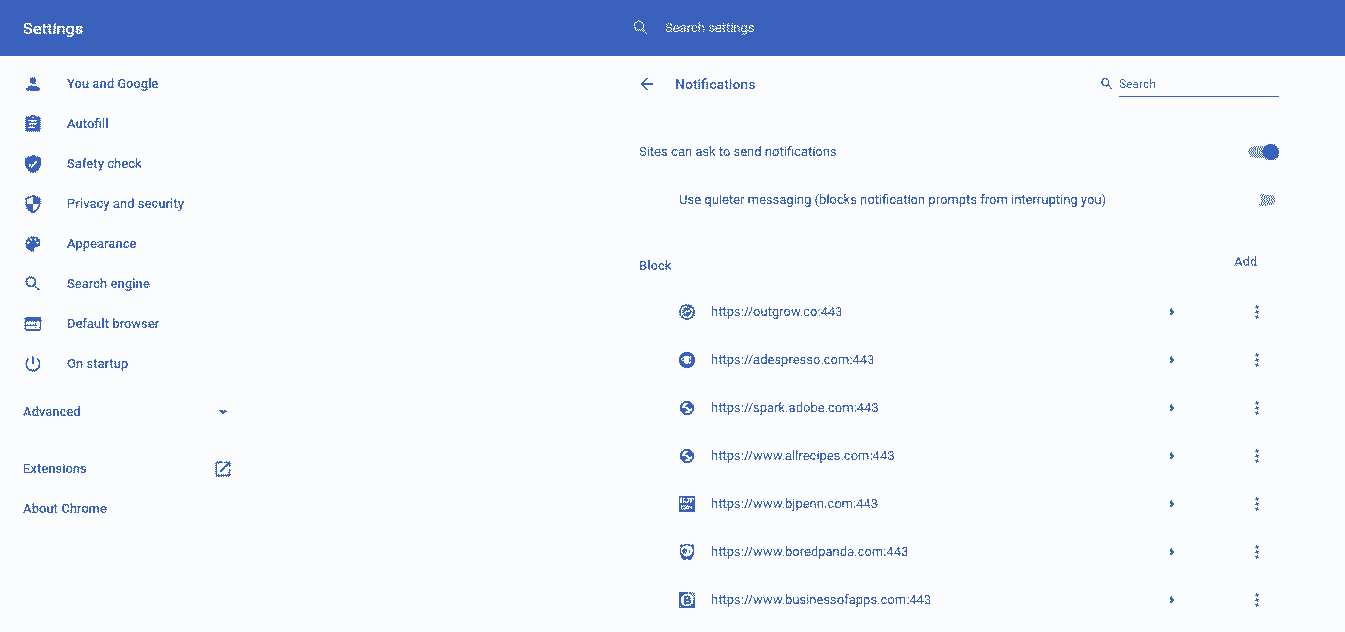 Settings
Search settings
You and Google
Autofill
Safety check
Privacy and security
Appearance
Search engine
Default browser
On startup
Advanced
Extensions
About Chrome
Notifications
Search
Sites can ask to send notifications
Use quieter messaging (blocks notification prompts from interrupting you)
Block
Add
https://outgrow.co:443
https://adespresso.com:443
https://spark.adobe.com:443
https://www.allrecipes.com:443
https://www.bjpenn.com:443
https://www.boredpanda.com:443
https://www.businessofapps.com:443